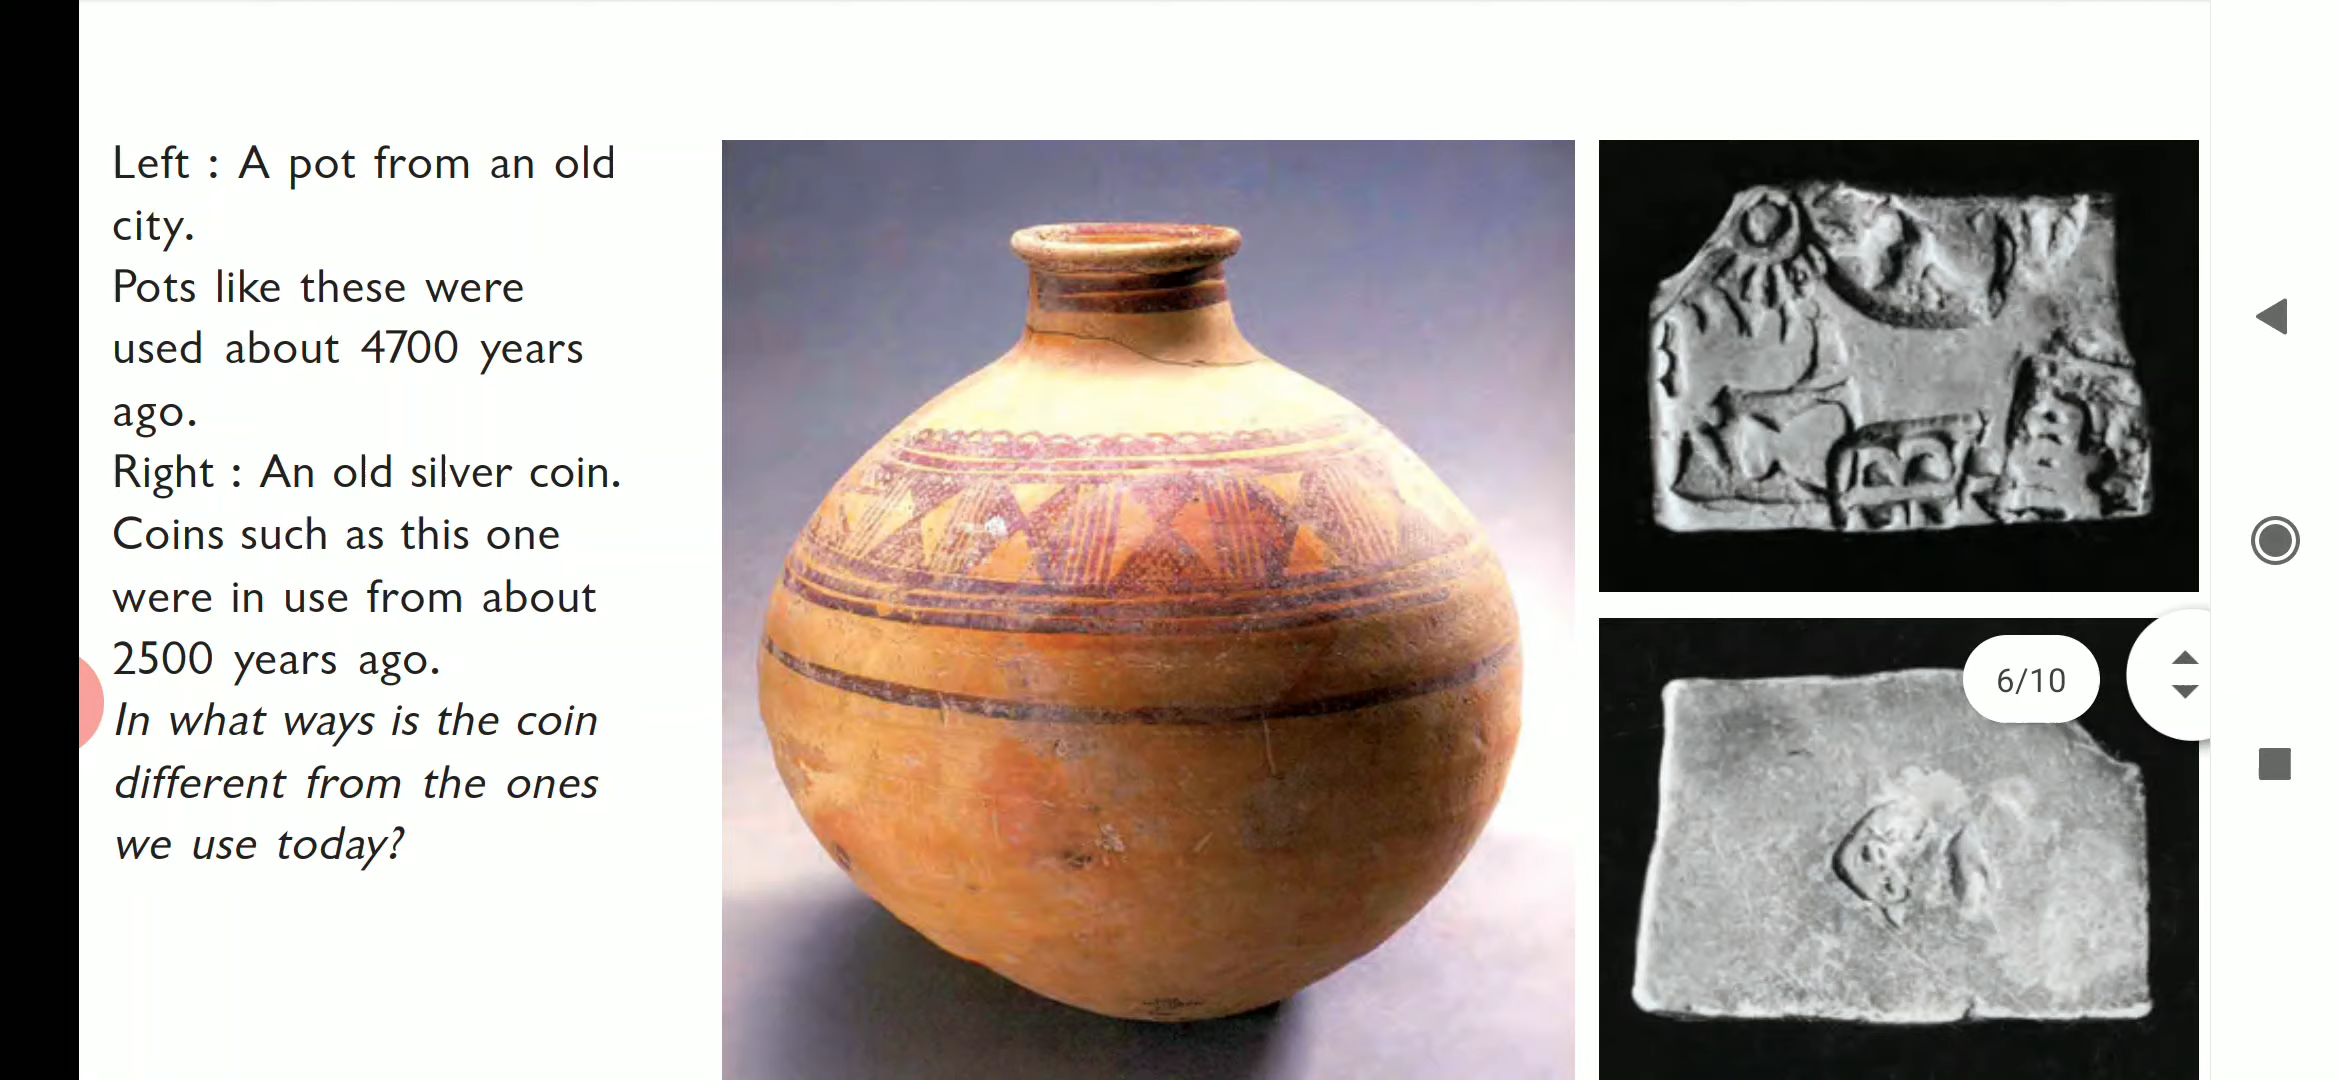 Left : A pot from an old
city.
Pots like these were
used about 4700 years
ago.
Right : An old silver coin.
Coins such as this one
were in use from about
2500 years ago.
In what ways is the coin
different from the ones
we use today?
6/10